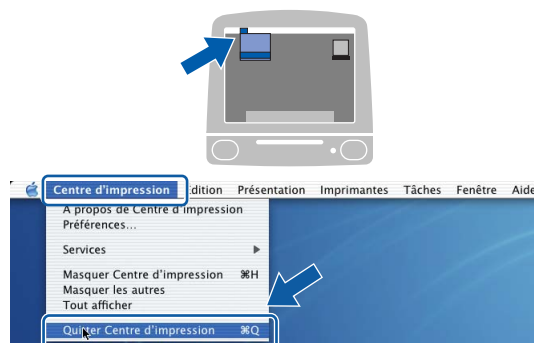 Centre d'impression Edition Présentation Imprimantes Tâches Fenêtre Aide
A propos de Centre d'impression
Préférences...
Services
Masquer Centre d'impression ⌘H
Masquer les autres
Tout afficher
Quitter Centre d'impression ⌘Q